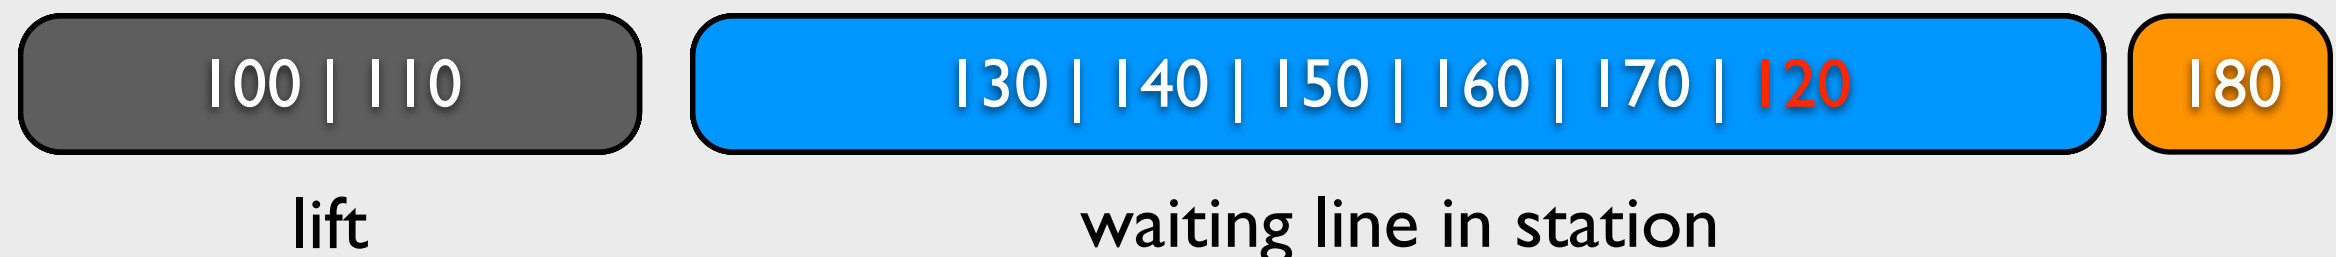 100 | 110 130 | 140 | 150 | 160 | 170 | 120 180
lift waiting line in station